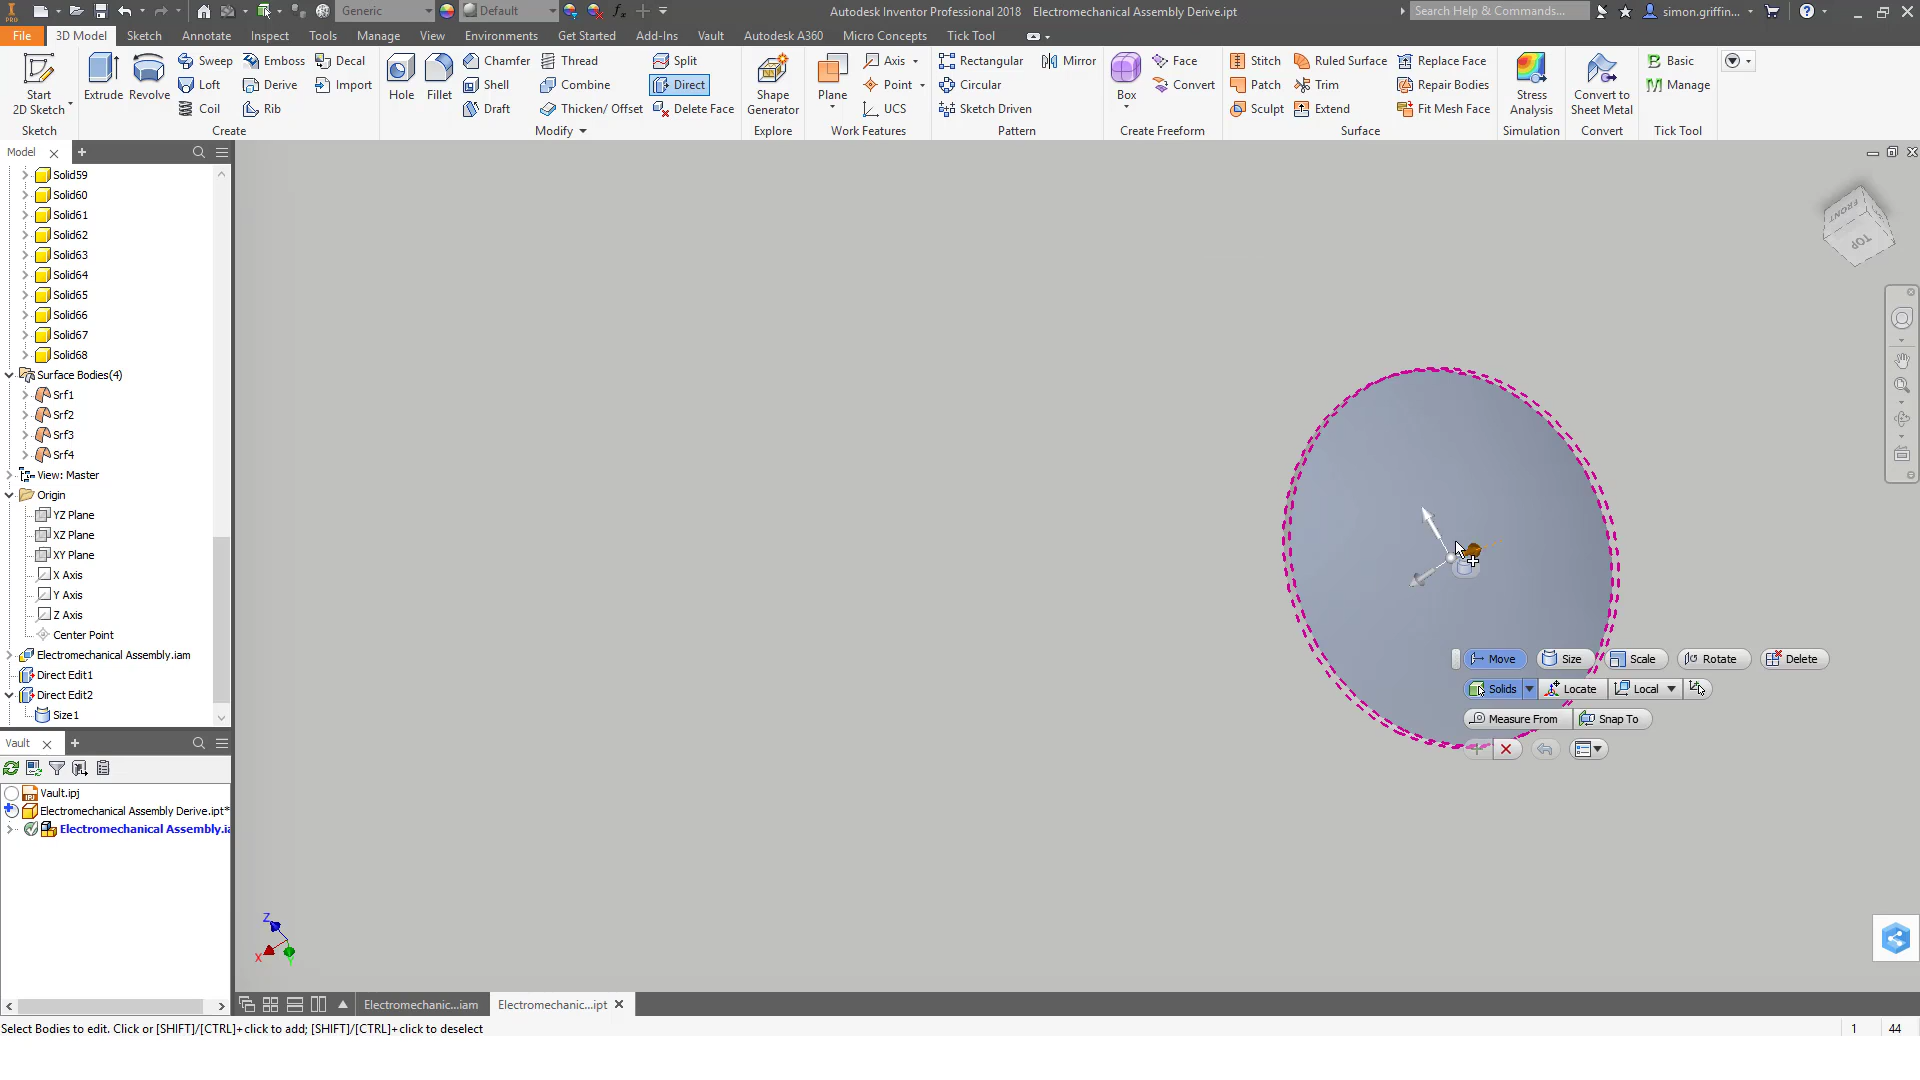 Generic
Default
Autodesk Inventor Professional 2018 Electromechanical Assembly Derive.ipt
Search Help & Commands...
simon.griffin...
File 3D Model Sketch Annotate Inspect Tools Manage View Environments Get Started Add-Ins Vault Autodesk A360 Micro Concepts Tick Tool
Start
2D Sketch
Sketch
Extrude Revolve
Sweep Emboss Decal
Loft Derive Import
Coil Rib
Create
Hole Fillet
Chamfer Thread Split
Shell Combine Direct
Draft Thicken/ Offset Delete Face
Modify
Shape
Generator
Explore
Plane
Axis
Point
UCS
Work Features
Rectangular Mirror
Circular
Sketch Driven
Pattern
Box
Face
Convert
Create Freeform
Stitch Ruled Surface Replace Face
Patch Trim Repair Bodies
Sculpt Extend Fit Mesh Face
Surface
Stress
Analysis
Simulation
Convert to
Sheet Metal
Convert
Basic
Manage
Tick Tool
Model
Solid59
Solid60
Solid61
Solid62
Solid63
Solid64
Solid65
Solid66
Solid67
Solid68
Surface Bodies(4)
Srf1
Srf2
Srf3
Srf4
View: Master
Origin
YZ Plane
XZ Plane
XY Plane
X Axis
Y Axis
Z Axis
Center Point
Electromechanical Assembly.iam
Direct Edit1
Direct Edit2
Size1
Vault
Vault.ipj
Electromechanical Assembly Derive.ipt*
Electromechanical Assembly.ia
FRONT
TOP
Move Size Scale Rotate Delete
Solids Locate Local
Measure From Snap To
Z
X
Y
Electromechanic...iam
Electromechanic...ipt
Select Bodies to edit. Click or [SHIFT]/[CTRL]+click to add; [SHIFT]/[CTRL]+click to deselect
1 44